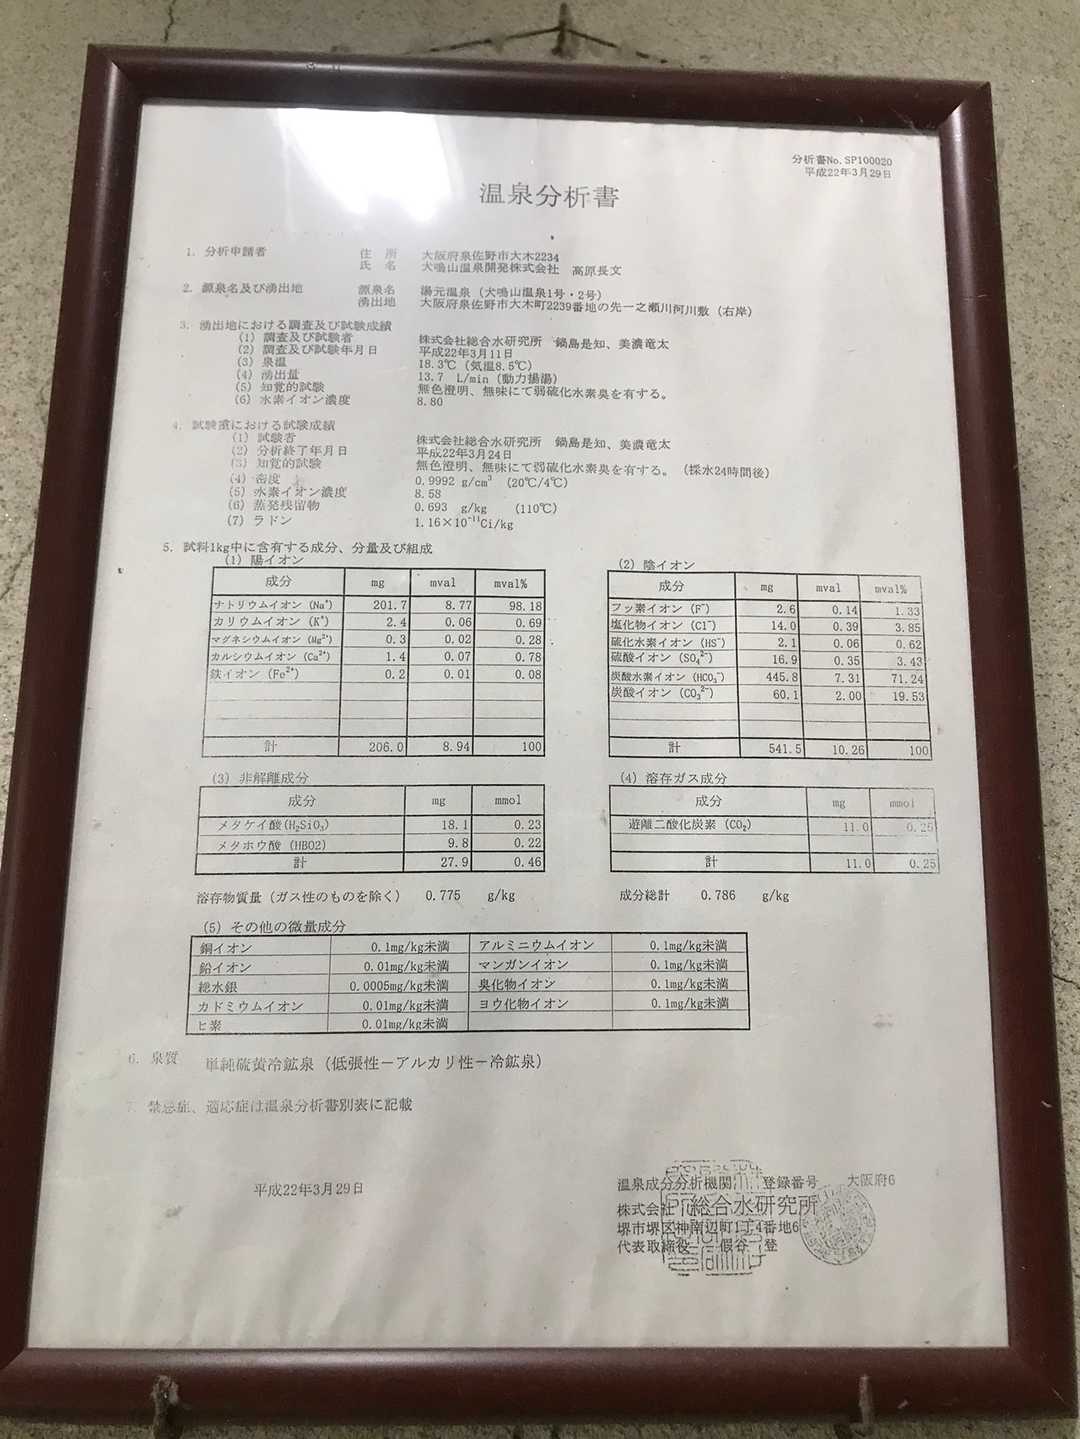 分析書No.SP100020
平成22年3月29日
温泉分析書
1. 分析申請者 住 所 大阪府泉佐野市大木2234
氏 名 犬鳴山温泉開発株式会社 高原長文
2. 源泉名及び湧出地 源泉名 湯元温泉(犬鳴山温泉1号・2号)
湧出地 大阪府泉佐野市大木町2239番地の先一之瀬川河川敷(右岸)
3. 湧出地における調査及び試験成績
(1) 調査及び試験者 株式会社総合水研究所 鍋島是知、美濃竜太
(2) 調査及び試験年月日 平成22年3月11日
(3) 泉温 18.3℃(気温8.5℃)
(4) 湧出量 13.7 L/min(動力揚湯)
(5) 知覚的試験 無色澄明、無味にて弱硫化水素臭を有する。
(6) 水素イオン濃度 8.80
4. 試験室における試験成績
(1) 試験者 株式会社総合水研究所 鍋島是知、美濃竜太
(2) 分析終了年月日 平成22年3月24日
(3) 知覚的試験 無色澄明、無味にて弱硫化水素臭を有する。(採水24時間後)
(4) 密度 0.9992 g/cm³ (20℃/4℃)
(5) 水素イオン濃度 8.58
(6) 蒸発残留物 0.693 g/kg (110℃)
(7) ラドン 1.16×10⁻¹¹Ci/kg
5. 試料1kg中に含有する成分、分量及び組成
(1) 陽イオン
成分 mg mval mval%
ナトリウムイオン(Na⁺) 201.7 8.77 98.18
カリウムイオン(K⁺) 2.4 0.06 0.69
マグネシウムイオン(Mg²⁺) 0.3 0.02 0.28
カルシウムイオン(Ca²⁺) 1.4 0.07 0.78
鉄イオン(Fe²⁺) 0.2 0.01 0.08
計 206.0 8.94 100
(2) 陰イオン
成分 mg mval mval%
フッ素イオン(F⁻) 2.6 0.14 1.33
塩化物イオン(Cl⁻) 14.0 0.39 3.85
硫化水素イオン(HS⁻) 2.1 0.06 0.62
硫酸イオン(SO₄²⁻) 16.9 0.35 3.43
炭酸水素イオン(HCO₃⁻) 445.8 7.31 71.24
炭酸イオン(CO₃²⁻) 60.1 2.00 19.53
計 541.5 10.26 100
(3) 非解離成分
成分 mg mmol
メタケイ酸(H₂SiO₃) 18.1 0.23
メタホウ酸(HBO2) 9.8 0.22
計 27.9 0.46
(4) 溶存ガス成分
成分 mg mmol
遊離二酸化炭素(CO₂) 11.0 0.25
計 11.0 0.25
溶存物質量(ガス性のものを除く) 0.775 g/kg
成分総計 0.786 g/kg
(5) その他の微量成分
銅イオン 0.1mg/kg未満 アルミニウムイオン 0.1mg/kg未満
鉛イオン 0.01mg/kg未満 マンガンイオン 0.1mg/kg未満
総水銀 0.0005mg/kg未満 臭化物イオン 0.1mg/kg未満
カドミウムイオン 0.01mg/kg未満 ヨウ化物イオン 0.1mg/kg未満
ヒ素 0.01mg/kg未満
6. 泉質 単純硫黄冷鉱泉(低張性－アルカリ性－冷鉱泉)
7. 禁忌症、適応症は温泉分析書別表に記載
平成22年3月29日
温泉成分分析機関 登録番号 大阪府6
株式会社 総合水研究所
堺市堺区神南辺町1丁4番地6
代表取締役 假谷 登